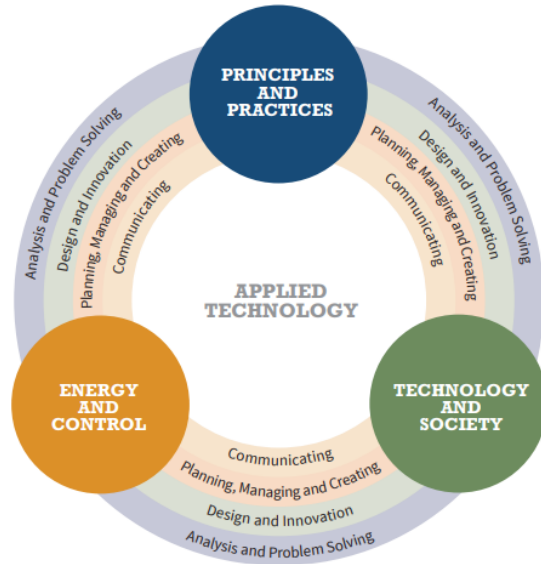 PRINCIPLES
AND
PRACTICES
Analysis and Problem Solving
Design and Innovation
Planning, Managing and Creating
Communicating
Analysis and Problem Solving
Design and Innovation
Planning, Managing and Creating
Communicating
APPLIED
TECHNOLOGY
ENERGY
AND
CONTROL
TECHNOLOGY
AND
SOCIETY
Communicating
Planning, Managing and Creating
Design and Innovation
Analysis and Problem Solving